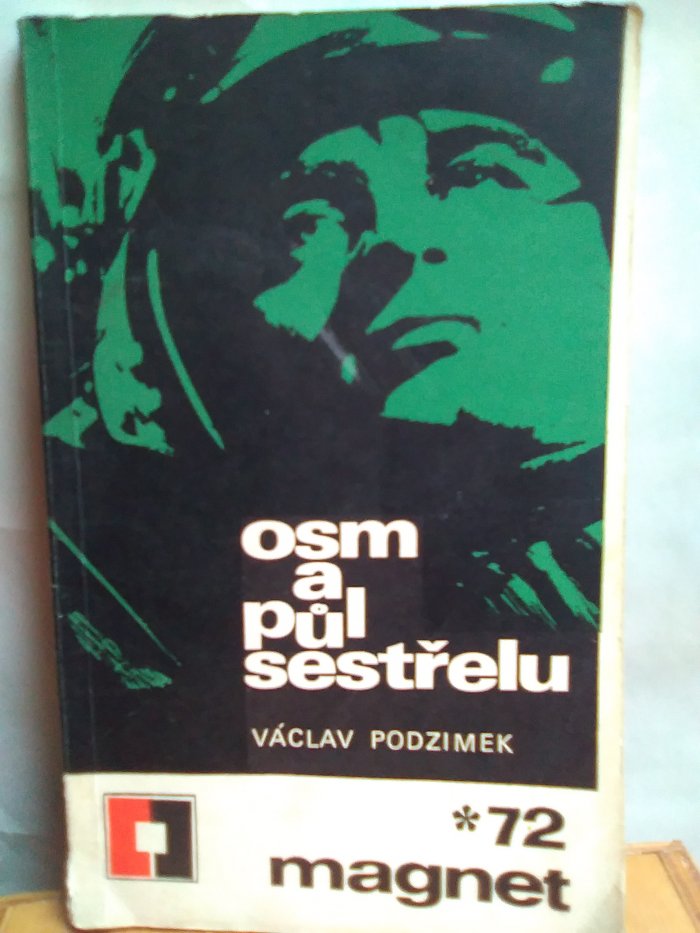 osm
a
půl
sestřelu
VÁCLAV PODZIMEK
*72
magnet